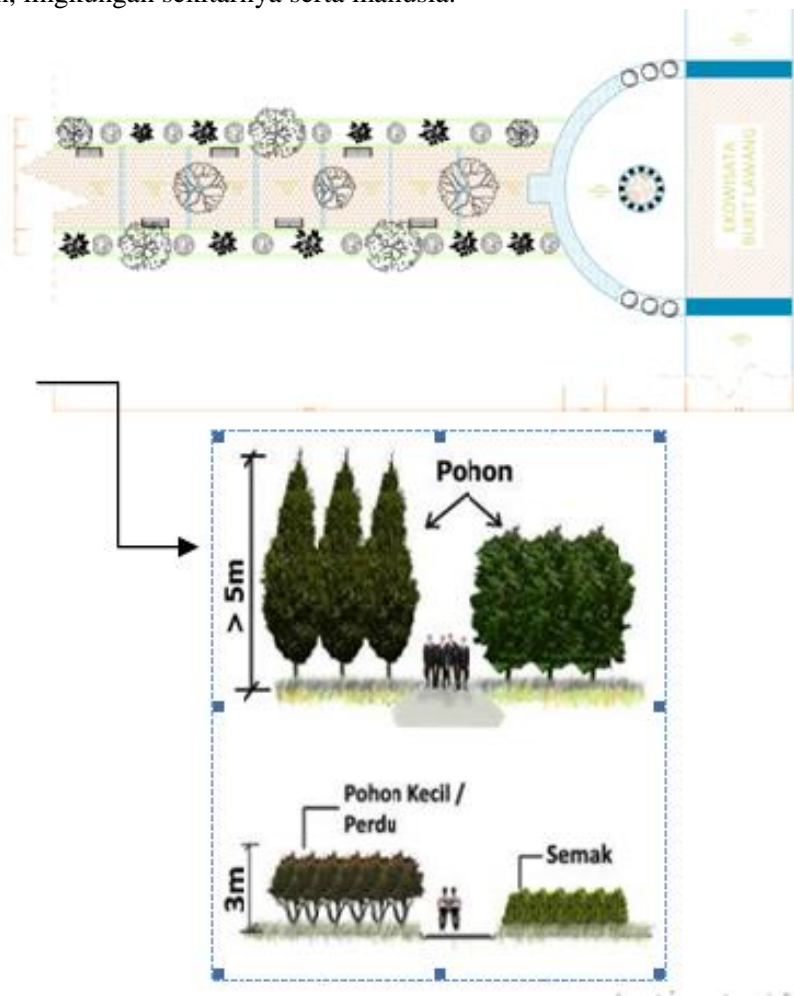 lingkungan sekitarnya serta manusia.
EKOWISATA
BUKIT LAWANG
Pohon
> 5m
Pohon Kecil /
Perdu
Semak
3m